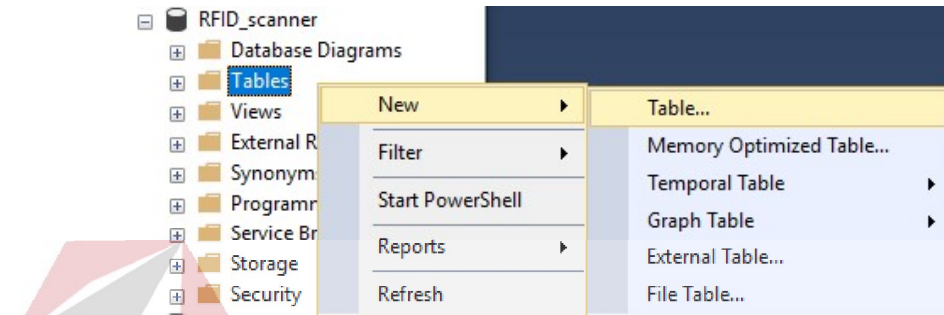 RFID_scanner
Database Diagrams
Tables
Views
External R
Synonym
Programm
Service Br
Storage
Security
New
Filter
Start PowerShell
Reports
Refresh
Table...
Memory Optimized Table...
Temporal Table
Graph Table
External Table...
File Table...